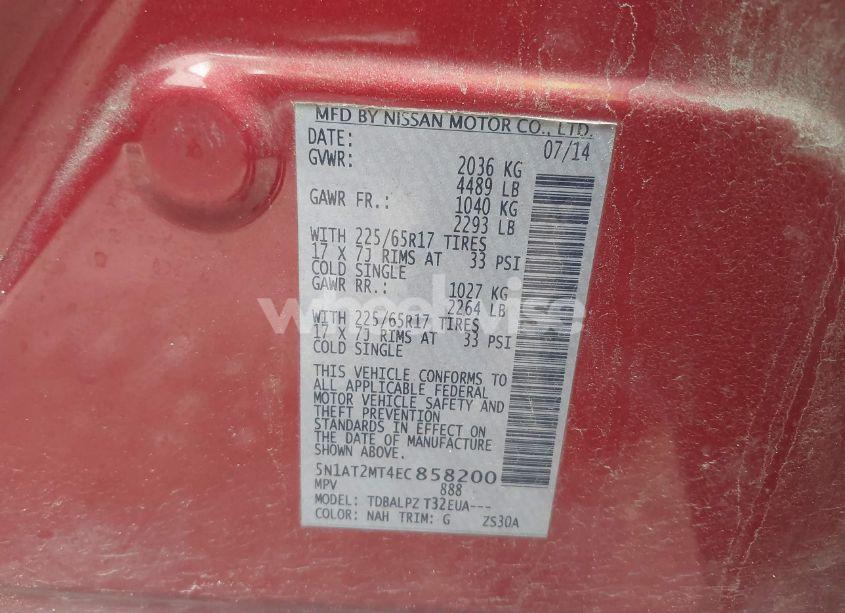 MFD BY NISSAN MOTOR CO., LTD.
DATE: 07/14
GVWR: 2036 KG
4489 LB
GAWR FR.: 1040 KG
2293 LB
WITH 225/65R17 TIRES
17 X 7J RIMS AT 33 PSI
COLD SINGLE
GAWR RR.: 1027 KG
2264 LB
WITH 225/65R17 TIRES
17 X 7J RIMS AT 33 PSI
COLD SINGLE
THIS VEHICLE CONFORMS TO
ALL APPLICABLE FEDERAL
MOTOR VEHICLE SAFETY AND
THEFT PREVENTION
STANDARDS IN EFFECT ON
THE DATE OF MANUFACTURE
SHOWN ABOVE.
5N1AT2MT4EC858200
MPV 888
MODEL: TDBALPZ T32EUA---
COLOR: NAH TRIM: G ZS30A
wheelwise